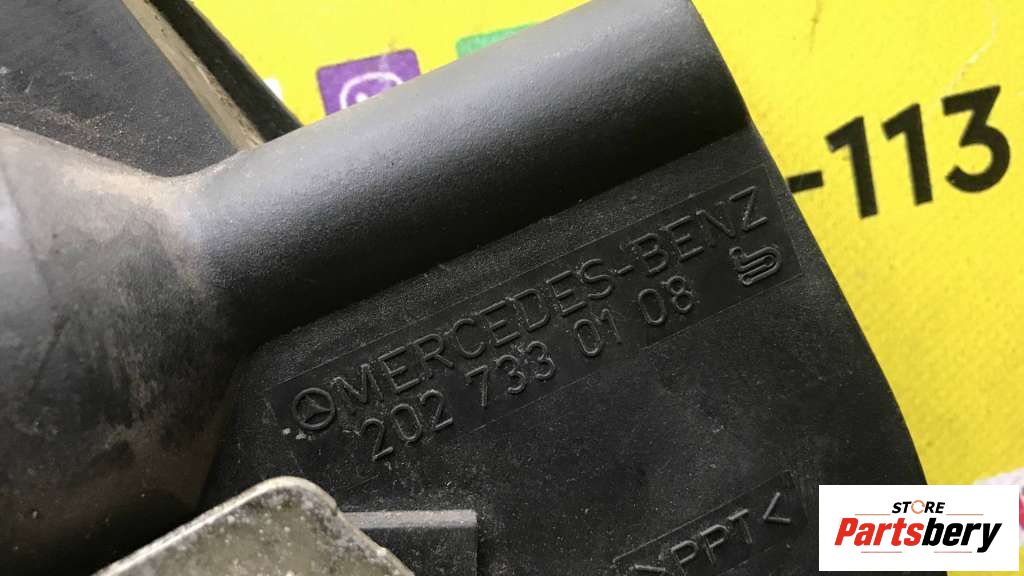 -113
MERCEDES-BENZ
202 733 01 08
>PPT<
STORE
Partsbery